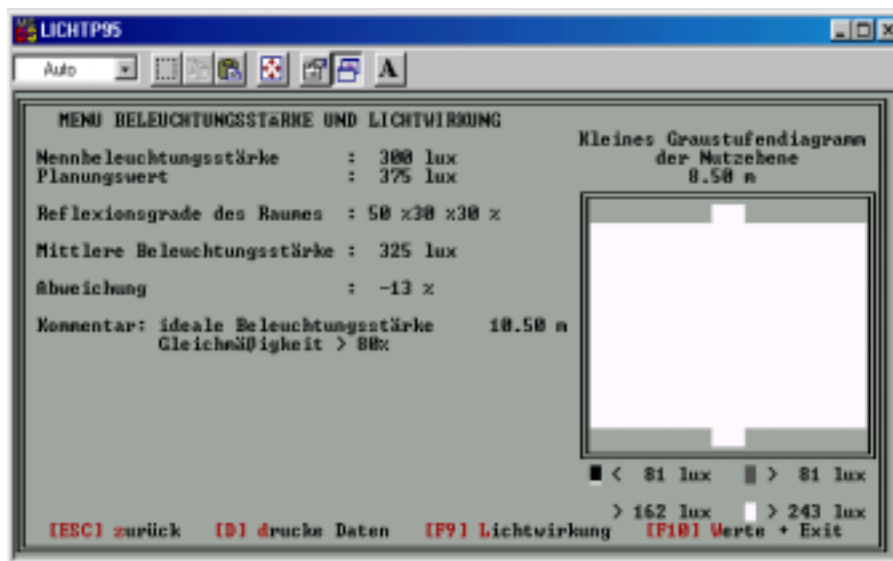 LICHTP95
Auto
A
MENU BELEUCHTUNGSSTäRKE UND LICHTWIRKUNG
Nennbeleuchtungsstärke : 300 lux
Planungswert : 375 lux
Reflexionsgrade des Raumes : 50 %30 %30 %
Mittlere Beleuchtungsstärke : 325 lux
Abweichung : -13 %
Kommentar: ideale Beleuchtungsstärke 10.50 m
Gleichmäßigkeit > 80%
Kleines Graustufendiagramm
der Nutzebene
8.50 m
< 81 lux > 81 lux
> 162 lux > 243 lux
[ESC] zurück [D] drucke Daten [F9] Lichtwirkung [F10] Werte + Exit